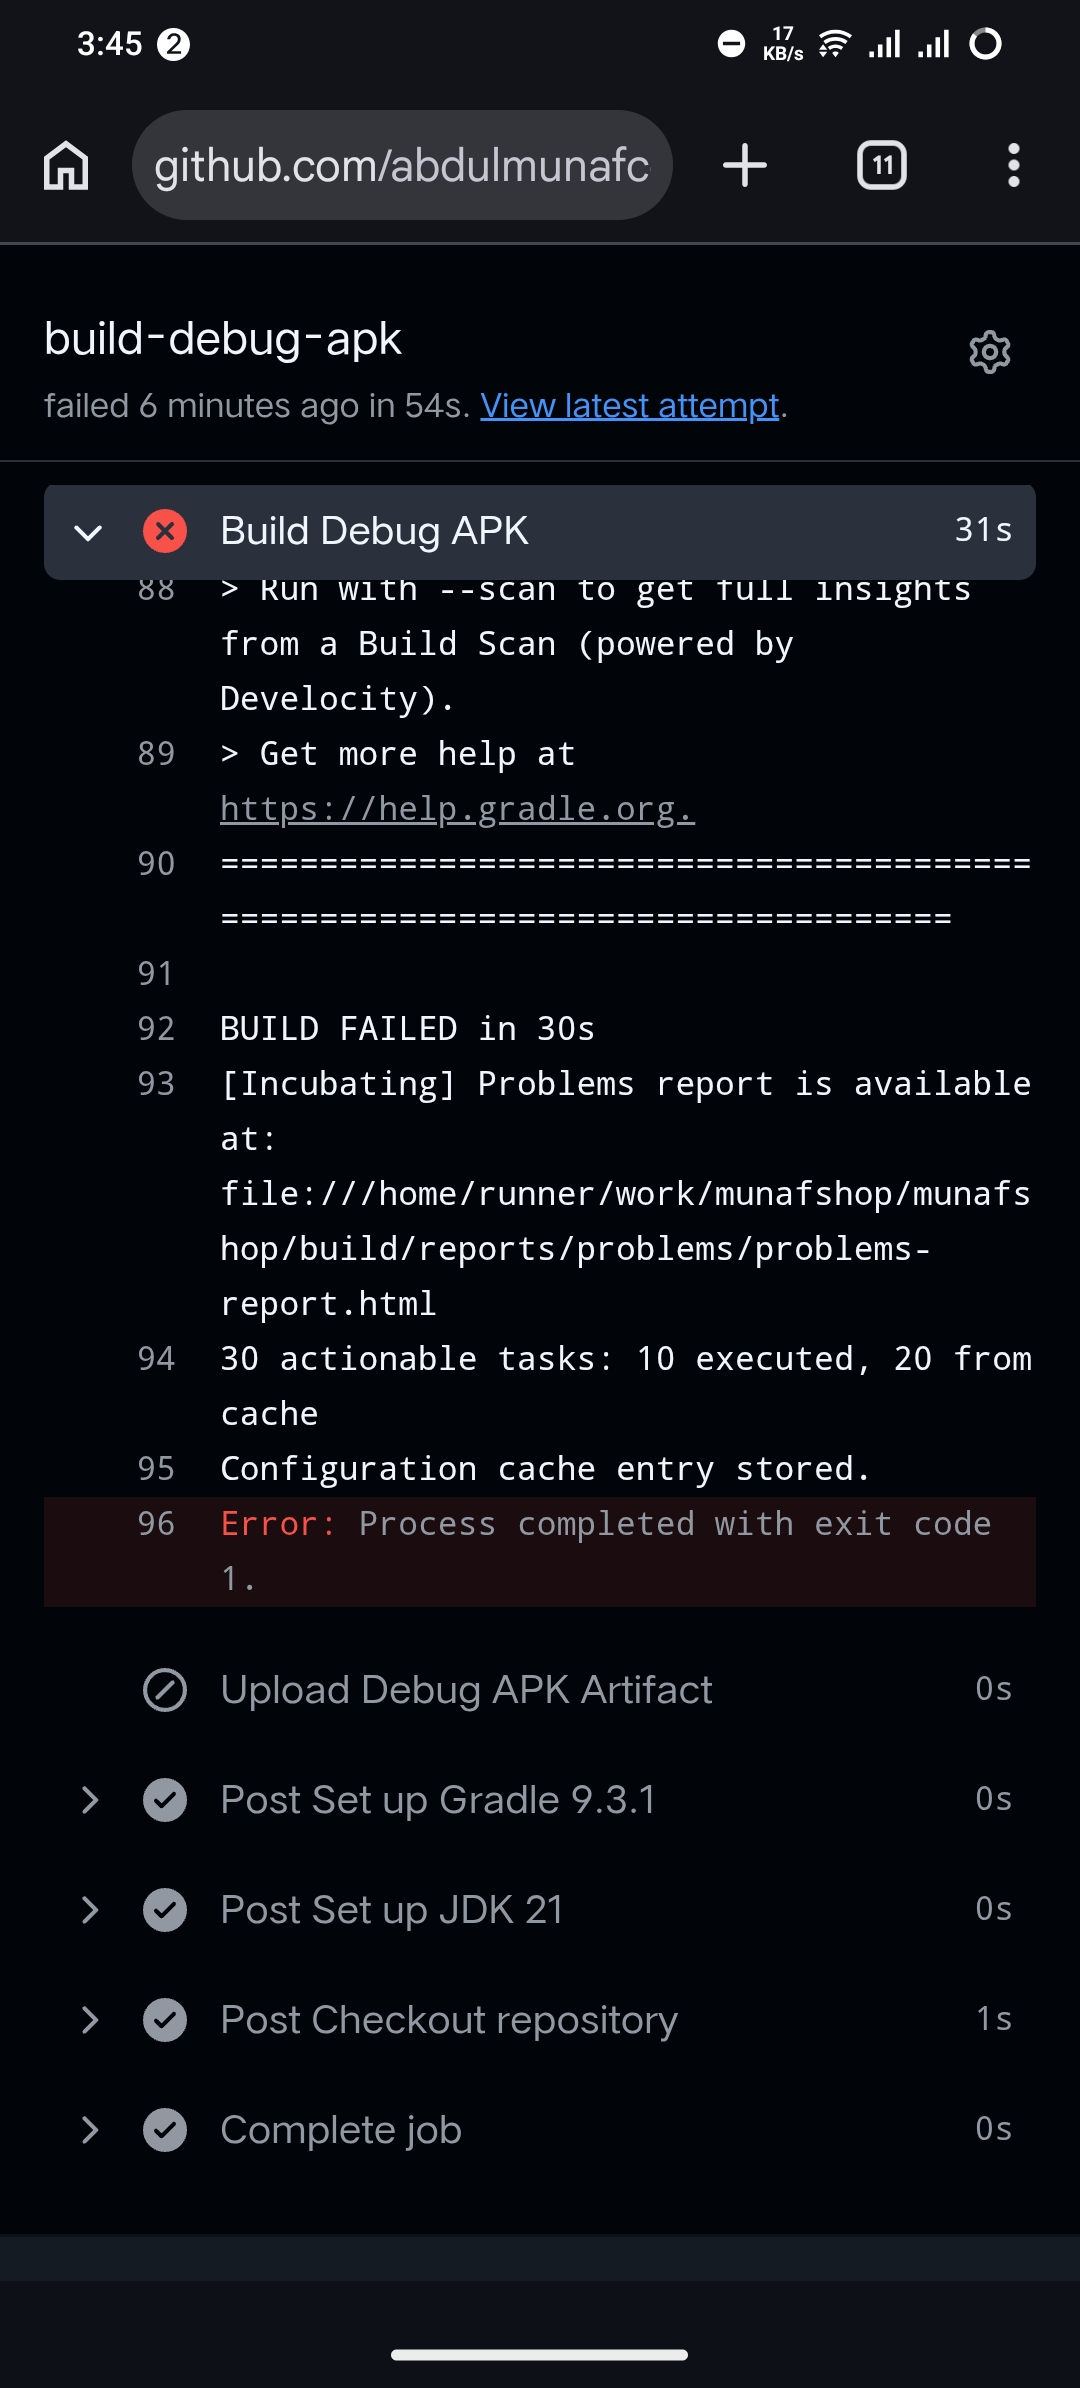 3:45 2 17 KB/s
github.com/abdulmunafc 11
build-debug-apk
failed 6 minutes ago in 54s. View latest attempt.
Build Debug APK 31s
88 > Run with --scan to get full insights
from a Build Scan (powered by
Develocity).
89 > Get more help at
https://help.gradle.org.
90 =========================================
=====================================
91
92 BUILD FAILED in 30s
93 [Incubating] Problems report is available
at:
file:///home/runner/work/munafshop/munafs
hop/build/reports/problems/problems-
report.html
94 30 actionable tasks: 10 executed, 20 from
cache
95 Configuration cache entry stored.
96 Error: Process completed with exit code
1.
Upload Debug APK Artifact 0s
Post Set up Gradle 9.3.1 0s
Post Set up JDK 21 0s
Post Checkout repository 1s
Complete job 0s